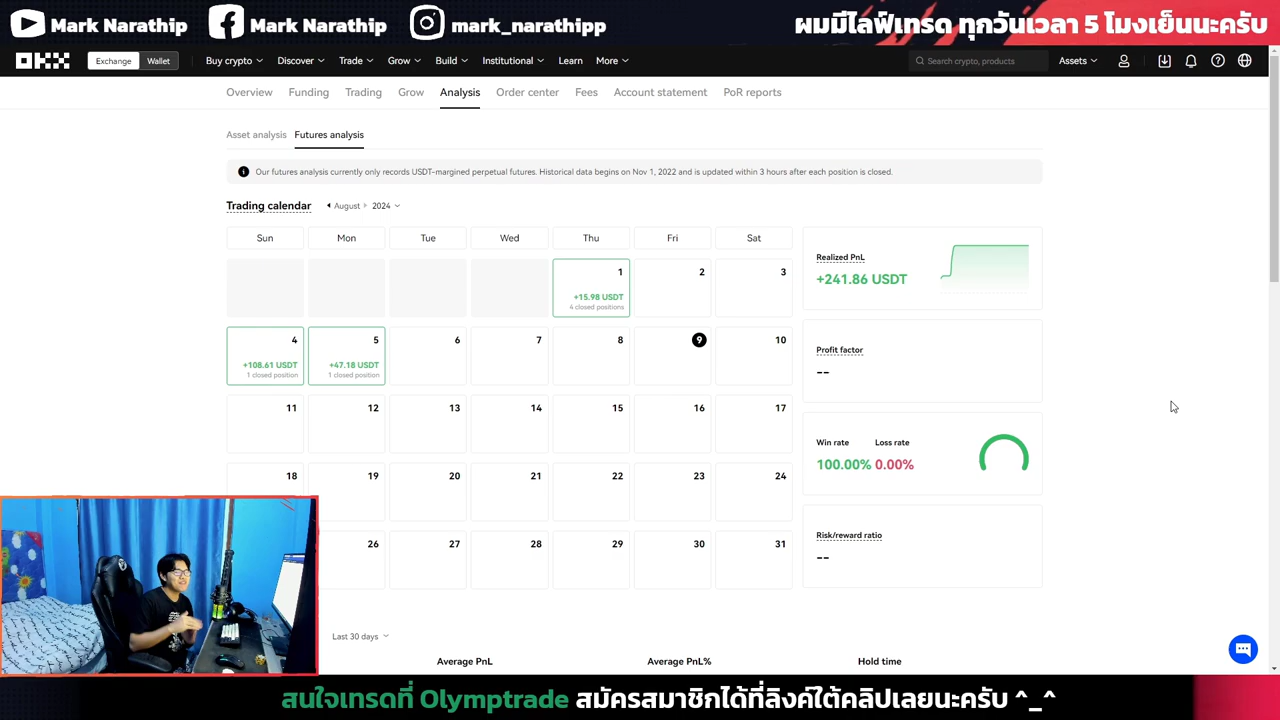 Mark Narathip Mark Narathip mark_narathipp ผมมีไลฟ์เทรด ทุกวันเวลา 5 โมงเย็นนะครับ
OKX Exchange Wallet Buy crypto Discover Trade Grow Build Institutional Learn More Search crypto, products Assets
Overview Funding Trading Grow Analysis Order center Fees Account statement PoR reports
Asset analysis Futures analysis
Our futures analysis currently only records USDT-margined perpetual futures. Historical data begins on Nov 1, 2022 and is updated within 3 hours after each position is closed.
Trading calendar August 2024
Sun Mon Tue Wed Thu Fri Sat
1 2 3
+15.98 USDT
4 closed positions
Realized PnL
+241.86 USDT
4 5 6 7 8 9 10
+108.61 USDT +47.18 USDT
1 closed position 1 closed position
Profit factor
--
11 12 13 14 15 16 17
Win rate Loss rate
100.00% 0.00%
18 19 20 21 22 23 24
Risk/reward ratio
--
26 27 28 29 30 31
Last 30 days
Average PnL Average PnL% Hold time
สนใจเทรดที่ Olymptrade สมัครสมาชิกได้ที่ลิงค์ใต้คลิปเลยนะครับ ^_^